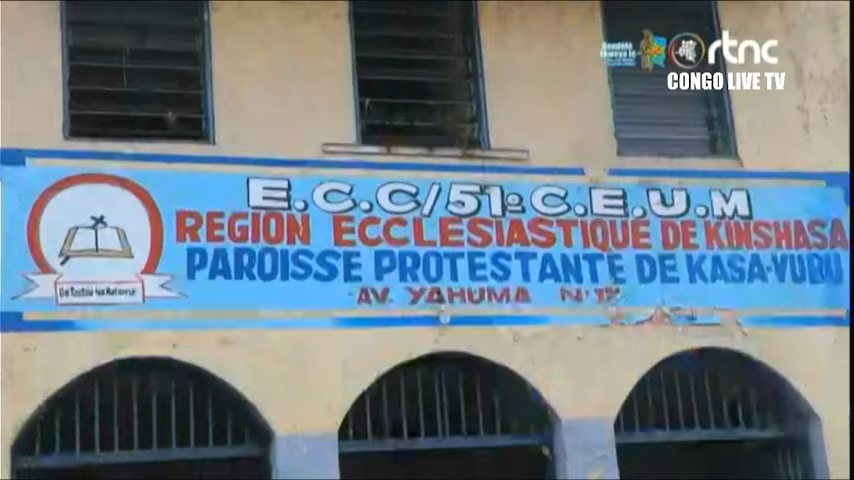 rtnc
CONGO LIVE TV
E.C.C/51e C.E.U.M
REGION ECCLESIASTIQUE DE KINSHASA
PAROISSE PROTESTANTE DE KASA-VUBU
AV. YAHUMA N°